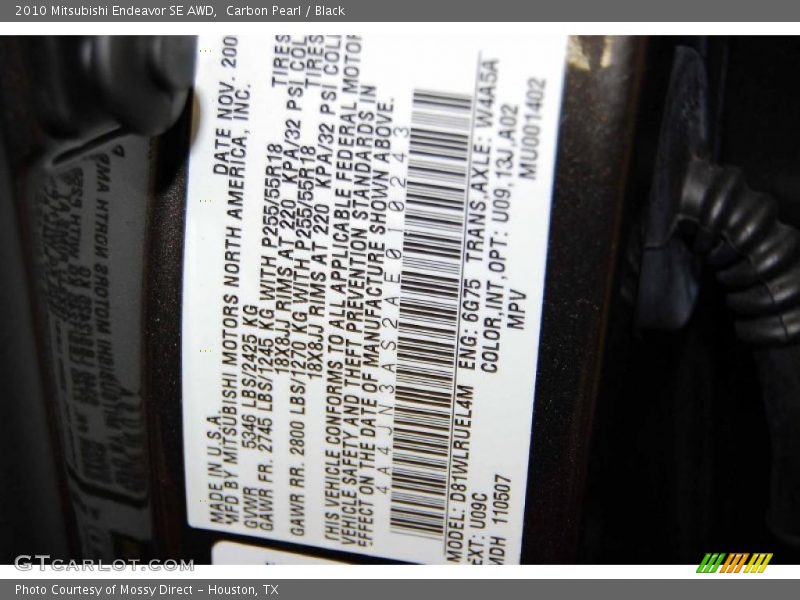 2010 Mitsubishi Endeavor SE AWD, Carbon Pearl / Black
MADE IN U.S.A.
MFD BY MITSUBISHI MOTORS NORTH AMERICA, INC. DATE NOV.
GVWR 5346 LBS/2425 KG
GAWR FR. 2745 LBS/1245 KG WITH P255/55R18 TIRES
18X8JJ RIMS AT 220 KPA/32 PSI COL
GAWR RR. 2800 LBS/1270 KG WITH P255/55R18 TIRES
18X8JJ RIMS AT 220 KPA/32 PSI COL
THIS VEHICLE CONFORMS TO ALL APPLICABLE FEDERAL MOTOR
VEHICLE SAFETY AND THEFT PREVENTION STANDARDS IN
EFFECT ON THE DATE OF MANUFACTURE SHOWN ABOVE.
4A4JN3AS2AE010243
MODEL: D81WLRUEL4M ENG: 6G75 TRANS,AXLE: W4A5A
EXT: U09C COLOR,INT,OPT: U09,13J,A02
MDH 110507 MPV MU001402
GTcarlot.com
Photo Courtesy of Mossy Direct - Houston, TX